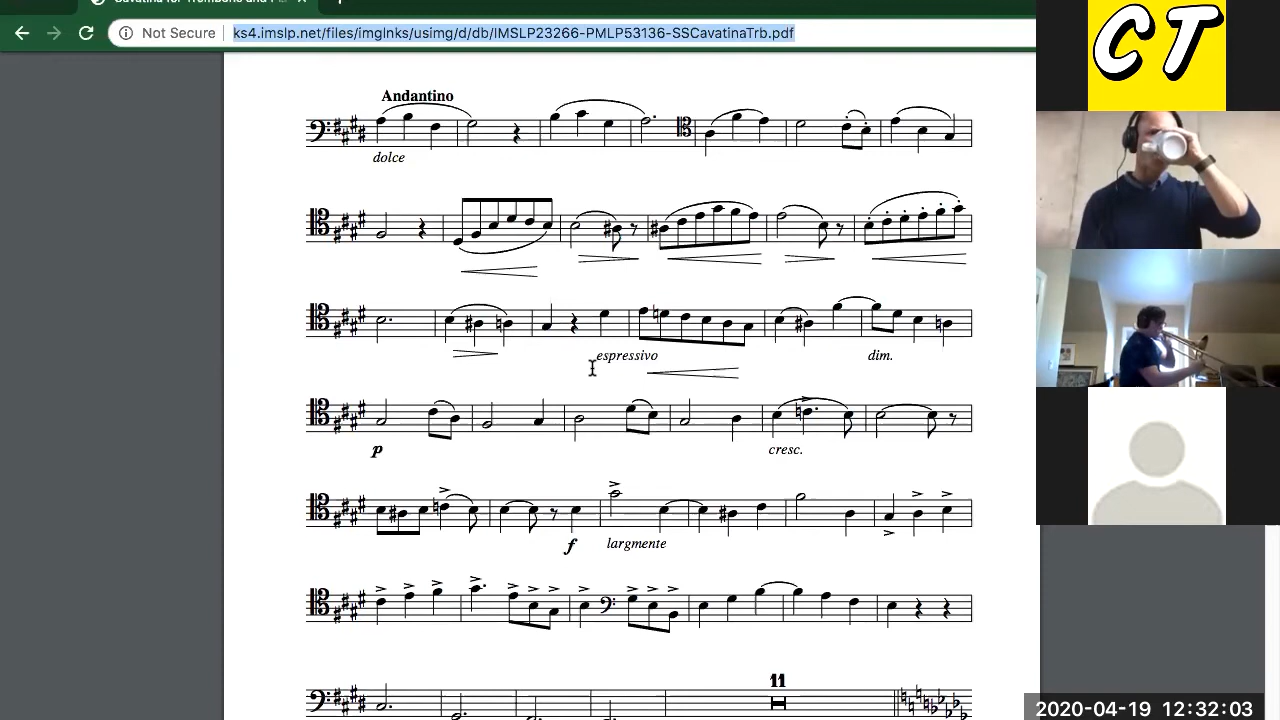 Not Secure
ks4.imslp.net/files/imglnks/usimg/d/db/IMSLP23266-PMLP53136-SSCavatinaTrb.pdf
CT
Andantino
dolce
espressivo
dim.
p
cresc.
f
largmente
11
2020-04-19 12:32:03